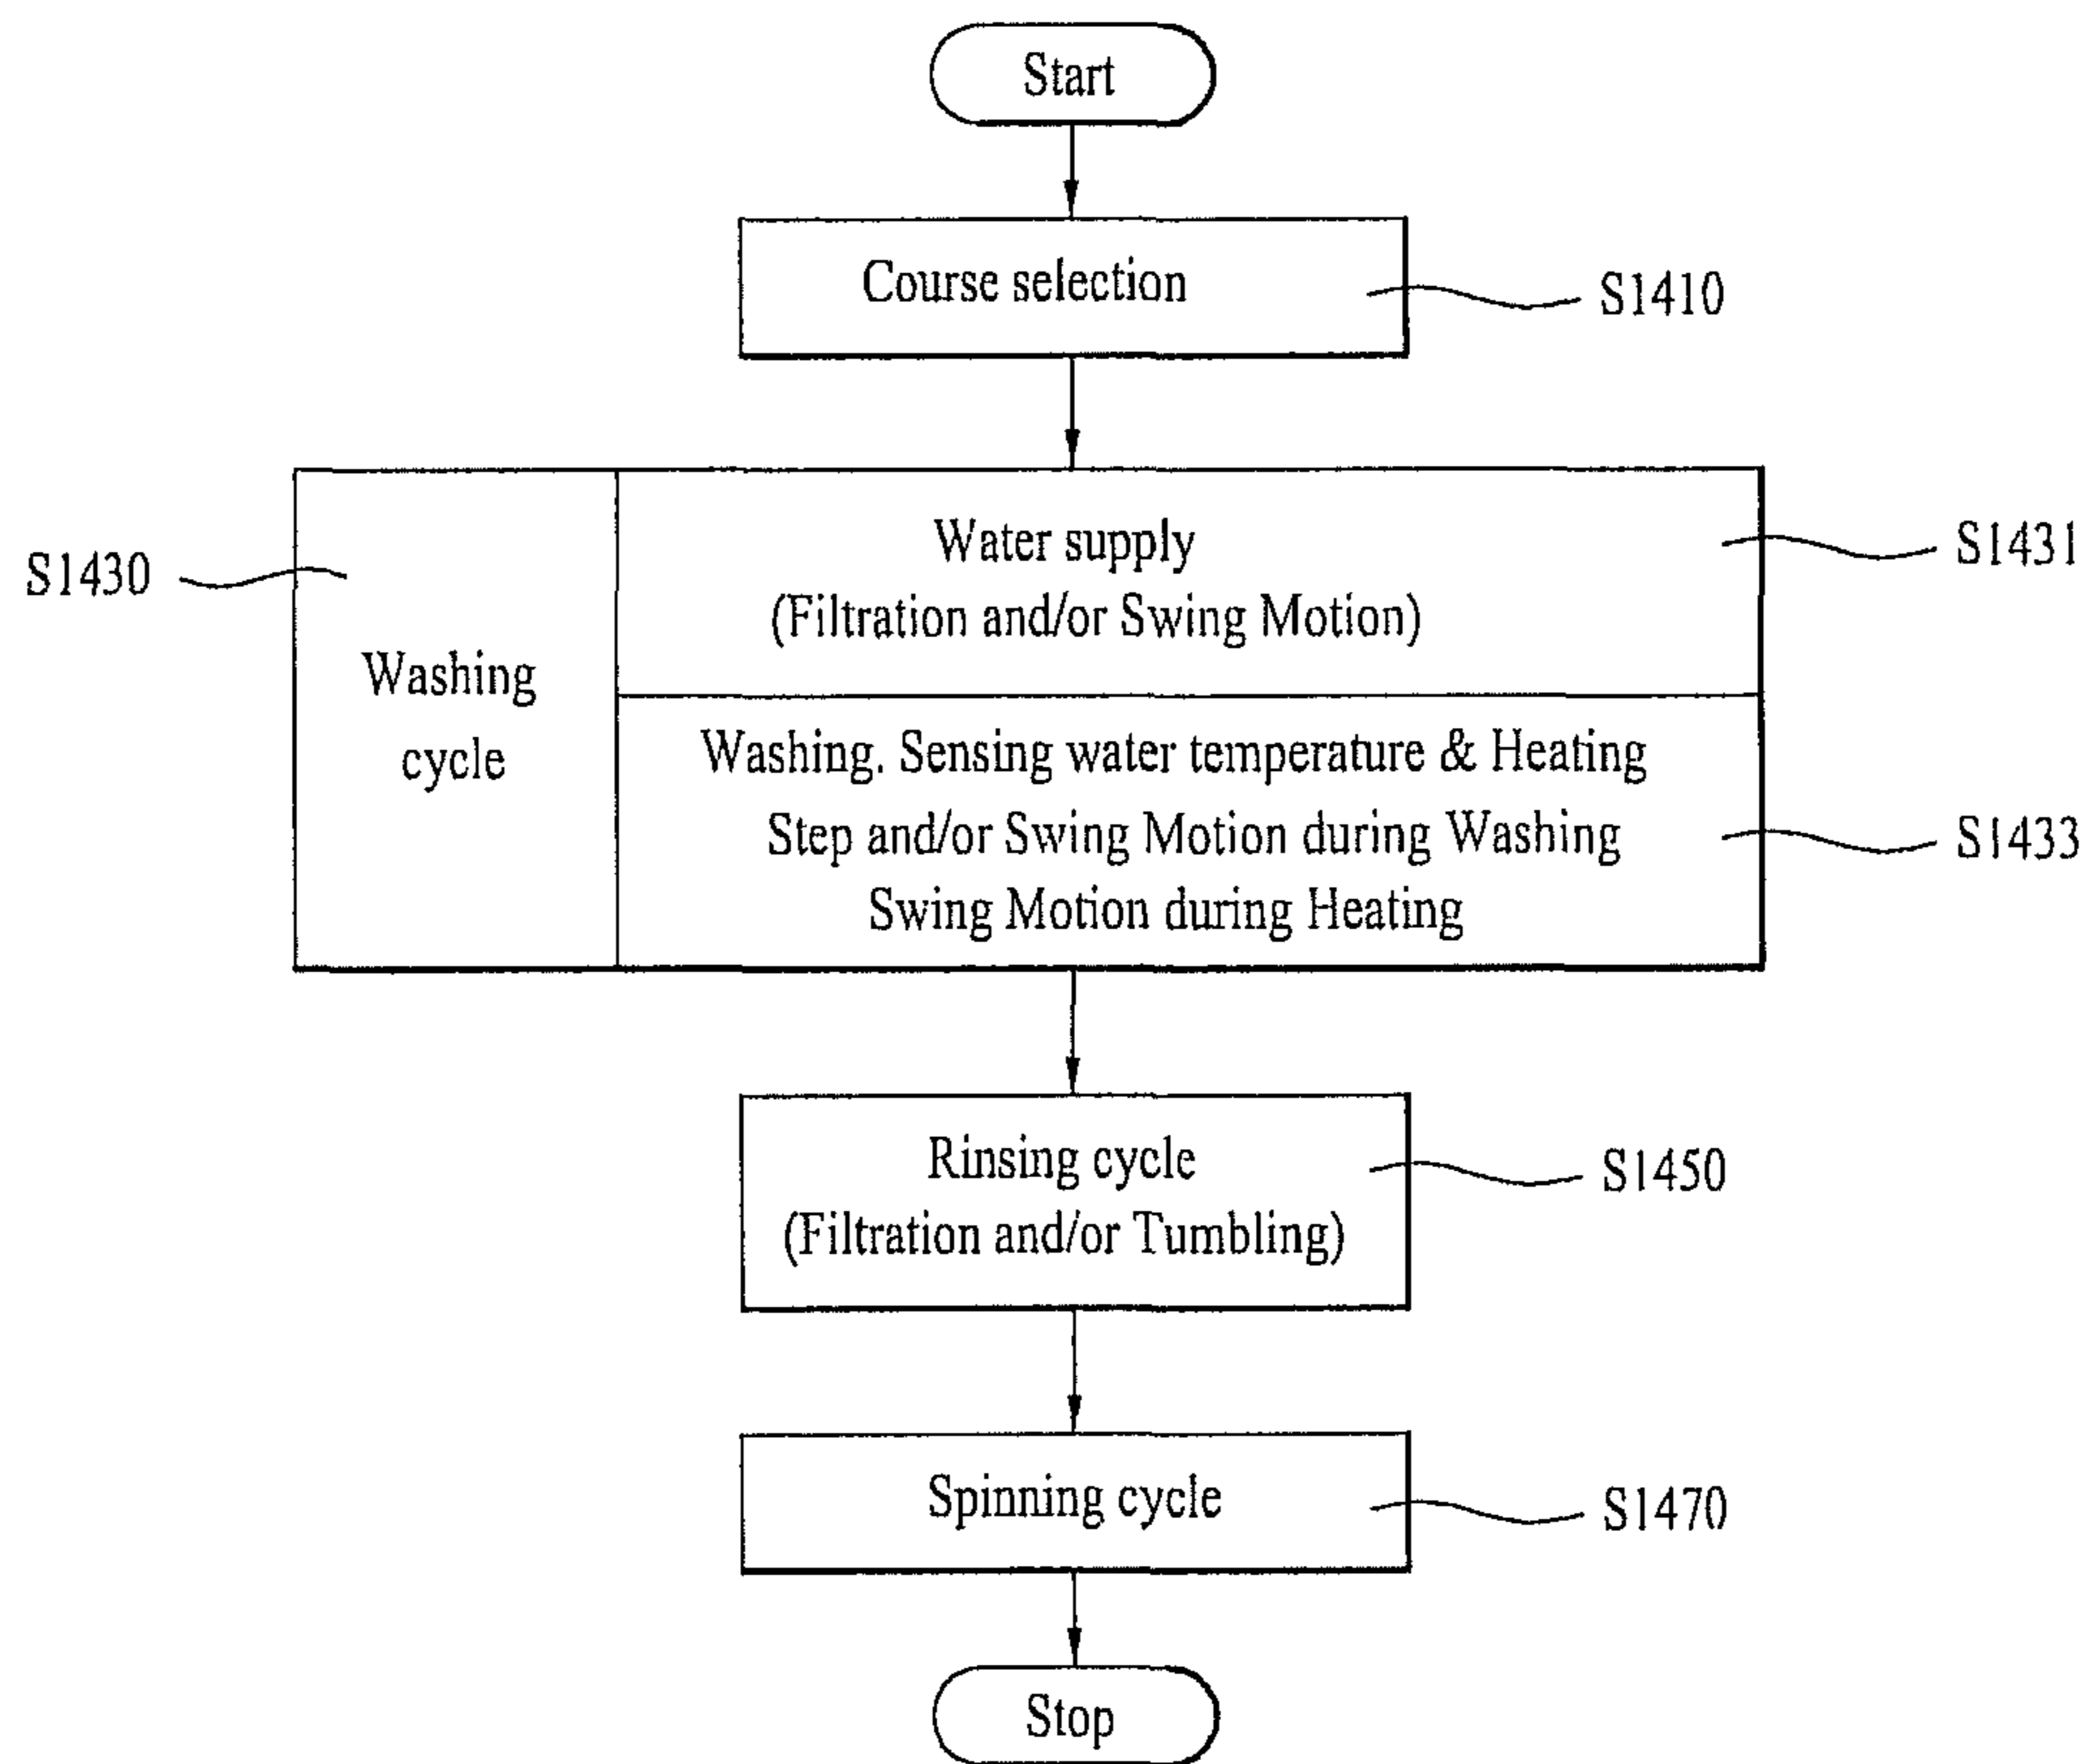 Start
Course selection
S1410
S1430
Washing
cycle
Water supply
(Filtration and/or Swing Motion)
S1431
Washing. Sensing water temperature & Heating
Step and/or Swing Motion during Washing
Swing Motion during Heating
S1433
Rinsing cycle
(Filtration and/or Tumbling)
S1450
Spinning cycle
S1470
Stop